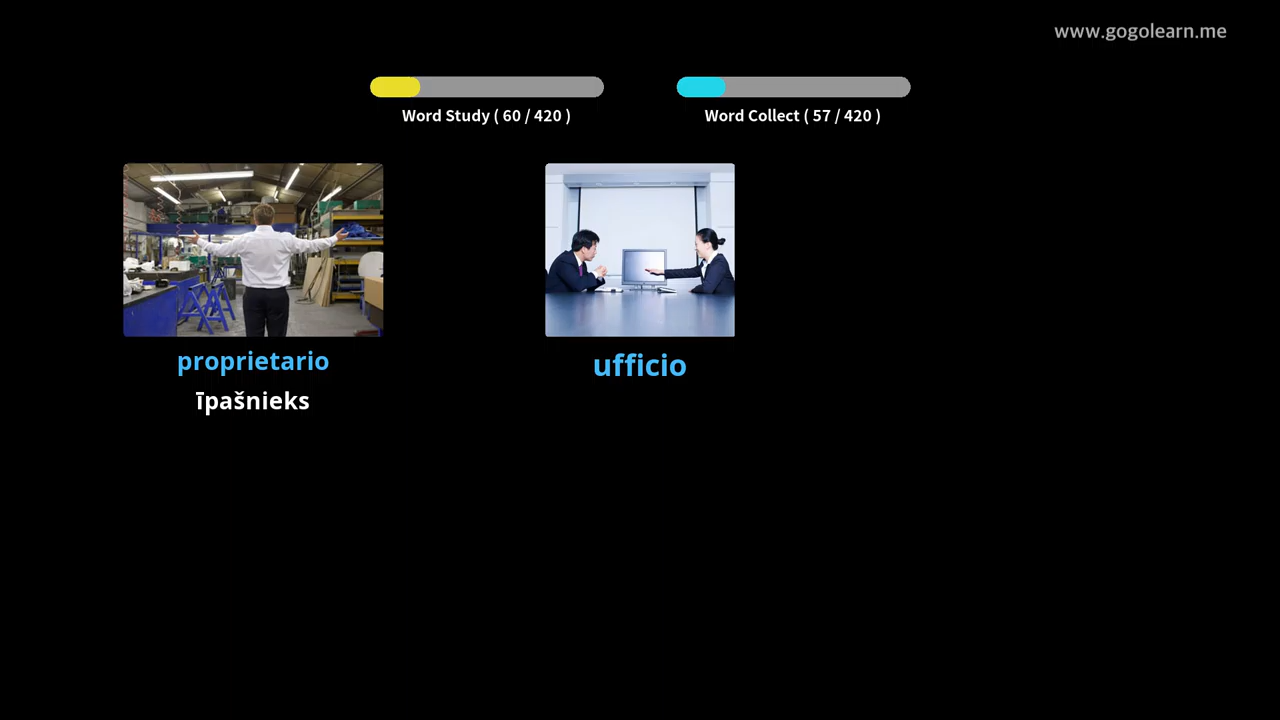 www.gogolearn.me
Word Study ( 60 / 420 )
Word Collect ( 57 / 420 )
proprietario
īpašnieks
ufficio